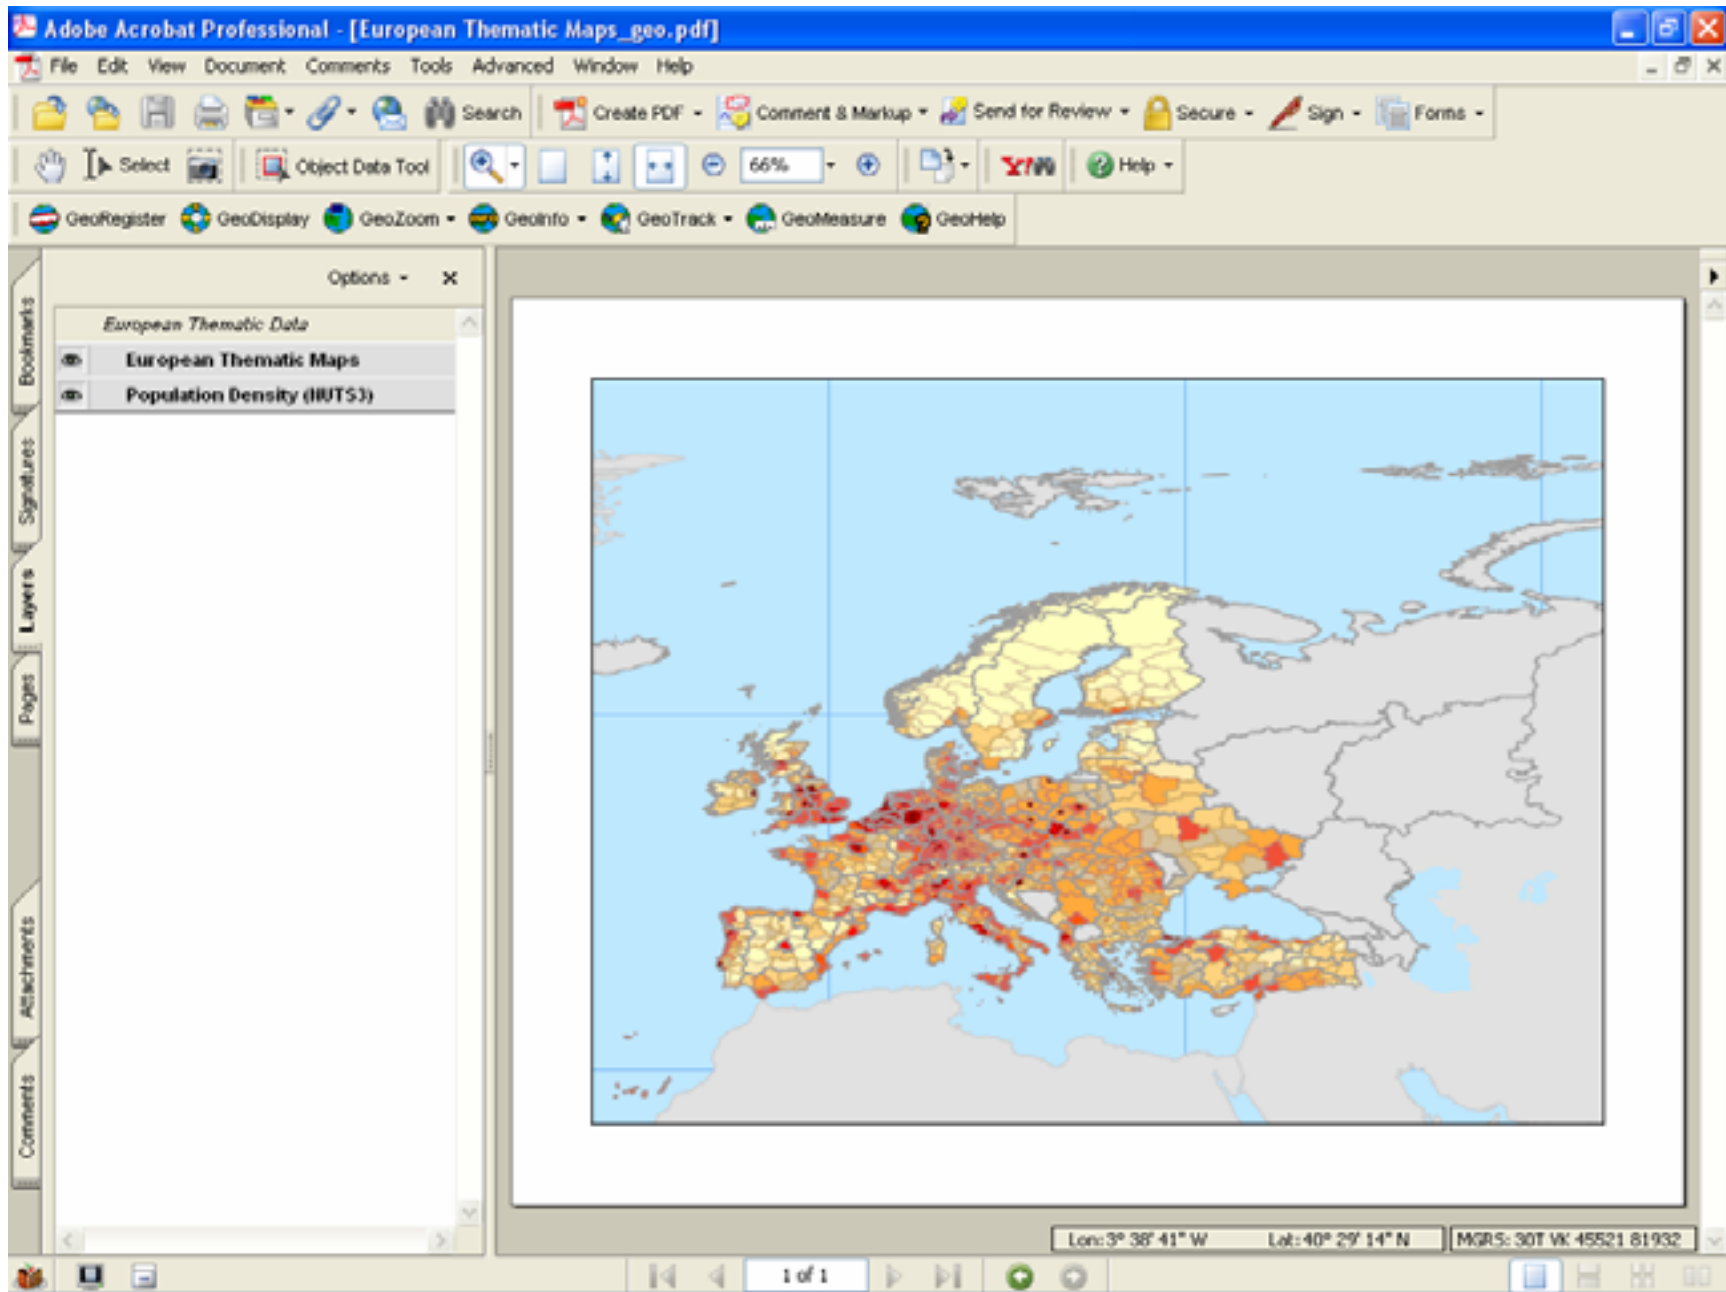 Adobe Acrobat Professional - [European Thematic Maps_geo.pdf]
File Edit View Document Comments Tools Advanced Window Help
Search Create PDF Comment & Markup Send for Review Secure Sign Forms
Select Object Data Tool 66% Y! Help
GeoRegister GeoDisplay GeoZoom GeoInfo GeoTrack GeoMeasure GeoHelp
Options
Bookmarks
Signatures
Layers
Pages
Attachments
Comments
European Thematic Data
European Thematic Maps
Population Density (NUTS3)
Lon: 3° 38' 41" W Lat: 40° 29' 14" N MGRS: 30T VK 45521 81932
1 of 1